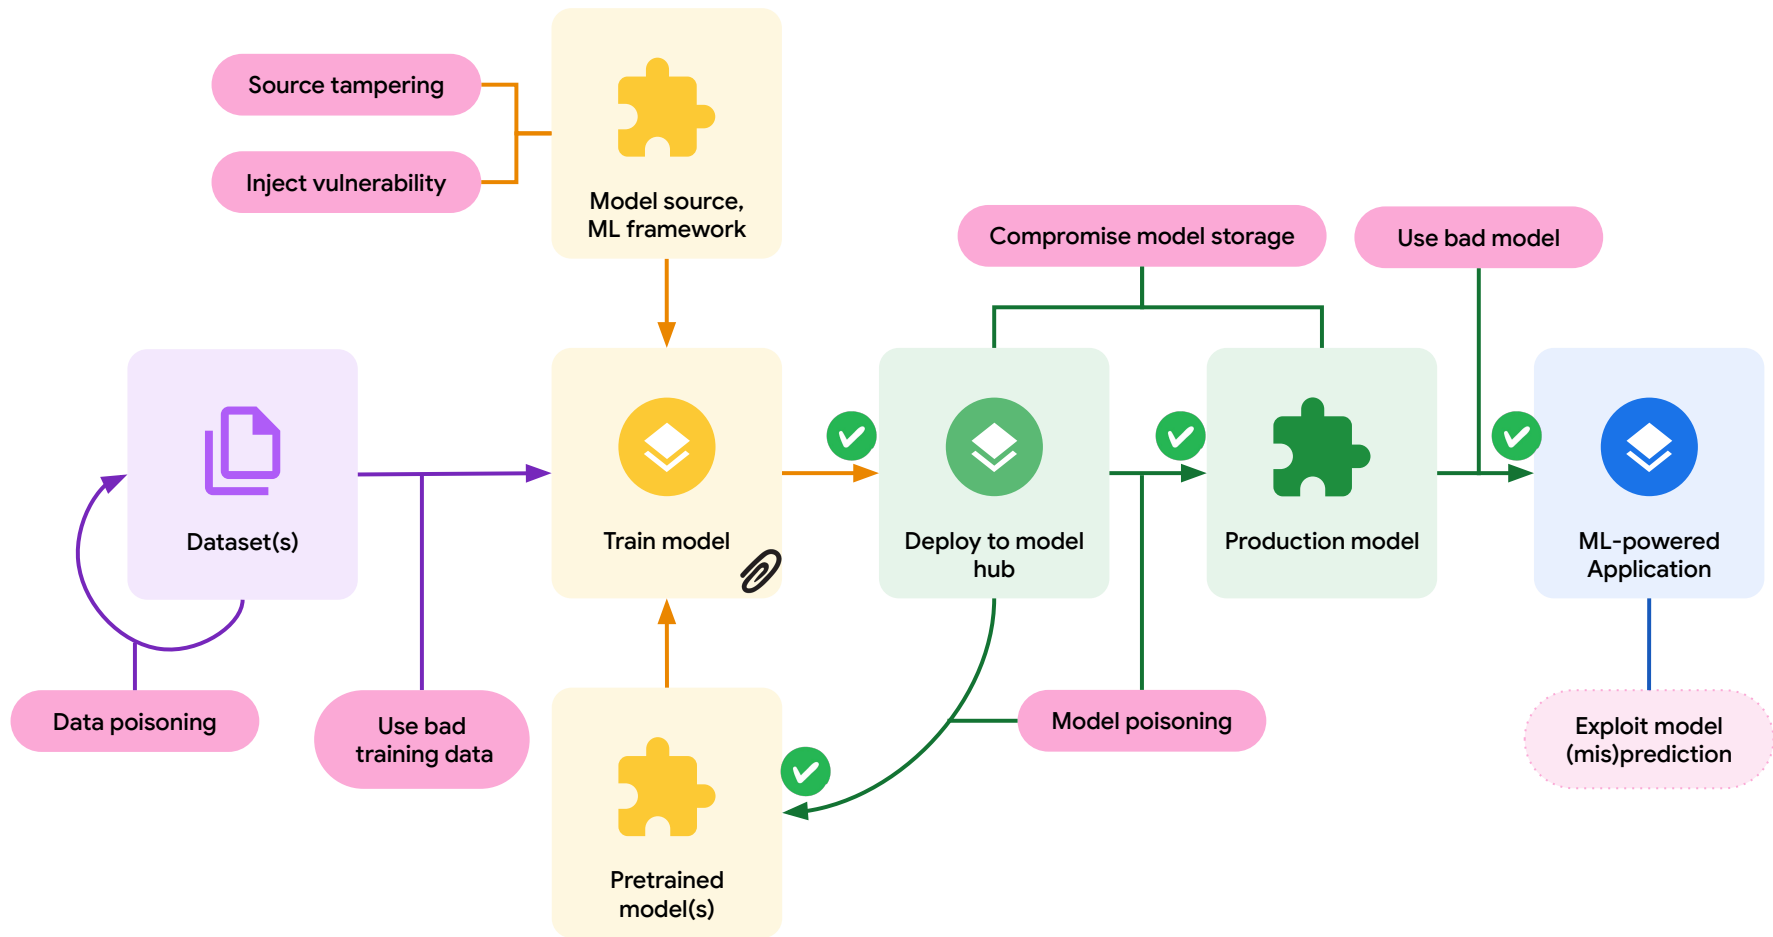 Source tampering
Inject vulnerability
Model source,
ML framework
Compromise model storage
Use bad model
Dataset(s)
Train model
Deploy to model
hub
Production model
ML-powered
Application
Data poisoning
Use bad
training data
Model poisoning
Exploit model
(mis)prediction
Pretrained
model(s)